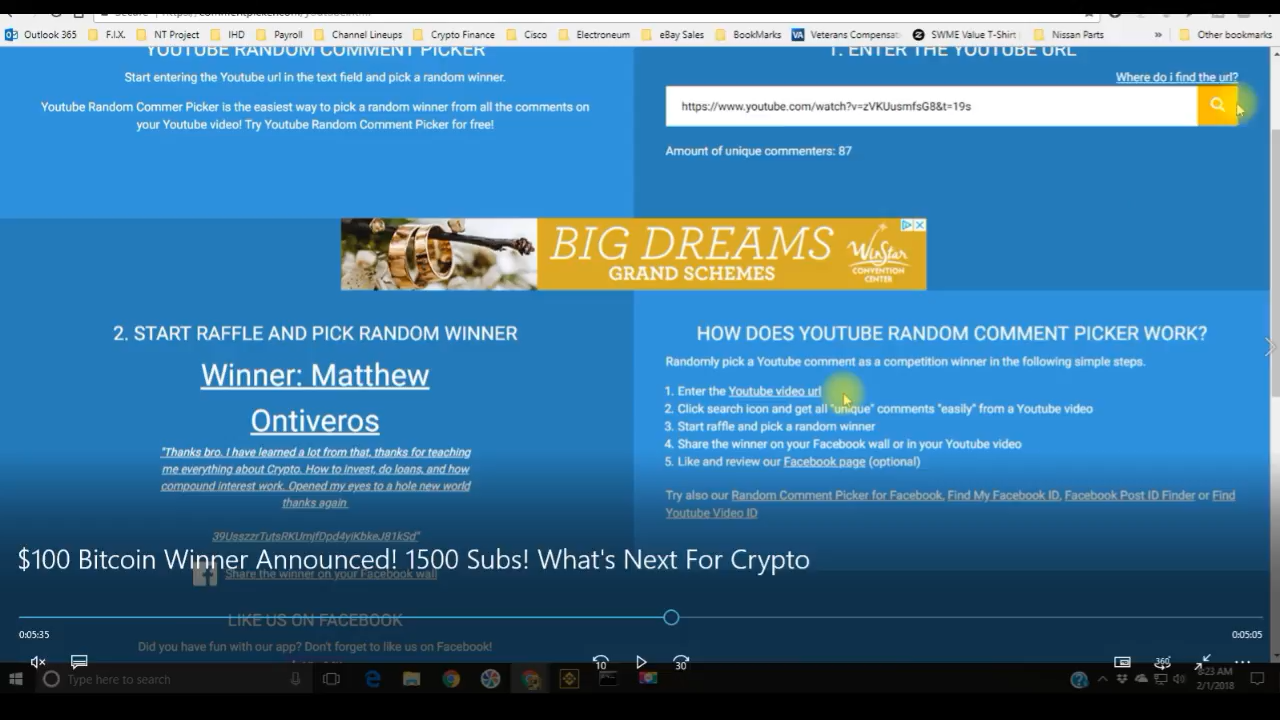 Outlook 365 F.I.X. NT Project IHD Payroll Channel Lineups Crypto Finance Cisco Electroneum eBay Sales BookMarks VA Veterans Compensat SWME Value T-Shirt Nissan Parts » Other bookmarks
YOUTUBE RANDOM COMMENT PICKER
Start entering the Youtube url in the text field and pick a random winner.
Youtube Random Commer Picker is the easiest way to pick a random winner from all the comments on
your Youtube video! Try Youtube Random Comment Picker for free!
1. ENTER THE YOUTUBE URL
Where do i find the url?
https://www.youtube.com/watch?v=zVKUusmfsG8&t=19s
Amount of unique commenters: 87
BIG DREAMS
GRAND SCHEMES
WinStar
CONVENTION
CENTER
2. START RAFFLE AND PICK RANDOM WINNER
Winner: Matthew
Ontiveros
"Thanks bro. I have learned a lot from that, thanks for teaching
me everything about Crypto. How to invest, do loans, and how
compound interest work. Opened my eyes to a hole new world
thanks again
Share the winner on your Facebook wall
HOW DOES YOUTUBE RANDOM COMMENT PICKER WORK?
Randomly pick a Youtube comment as a competition winner in the following simple steps.
1. Enter the Youtube video url
2. Click search icon and get all "unique" comments "easily" from a Youtube video
3. Start raffle and pick a random winner
4. Share the winner on your Facebook wall or in your Youtube video
5. Like and review our Facebook page (optional)
Try also our Random Comment Picker for Facebook, Find My Facebook ID, Facebook Post ID Finder or Find
Youtube Video ID
$100 Bitcoin Winner Announced! 1500 Subs! What's Next For Crypto
LIKE US ON FACEBOOK
0:05:35
0:05:05
Did you have fun with our app? Don't forget to like us on Facebook!
10 30 360
Type here to search
8:23 AM
2/1/2018